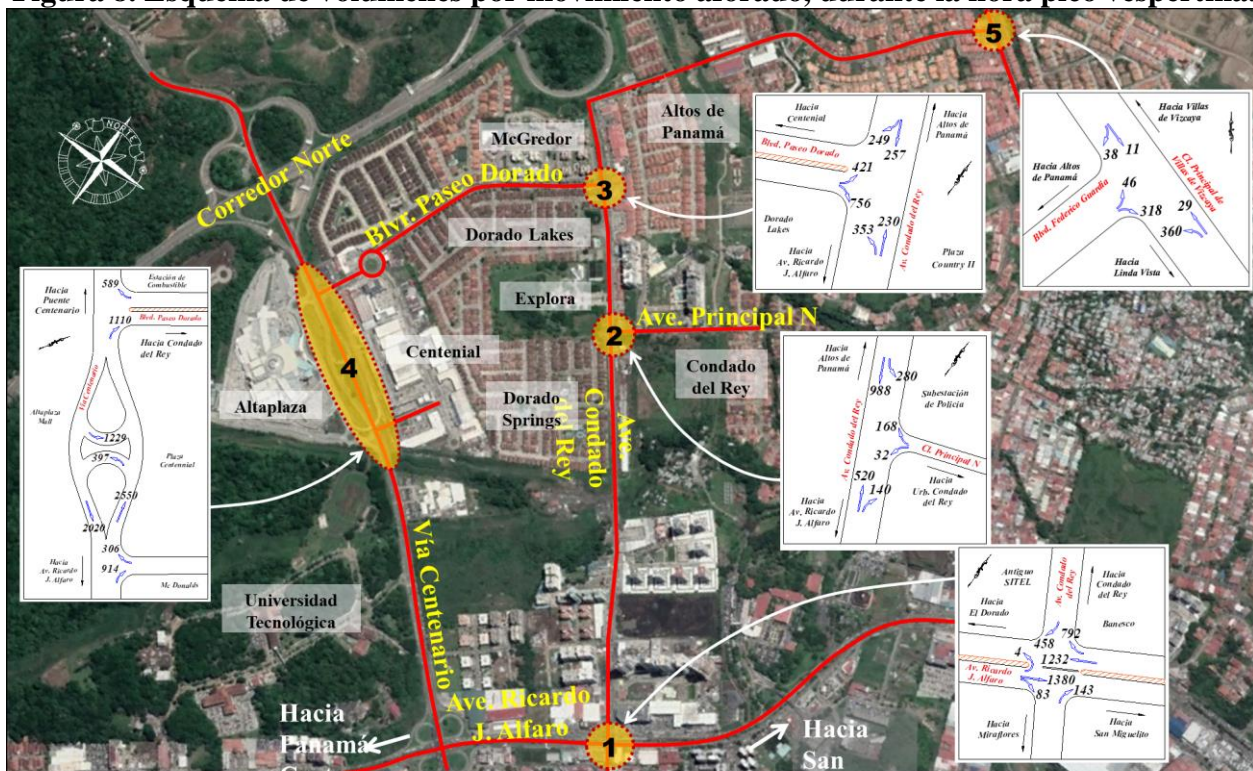 Figura 8. Esquema de volúmenes por movimiento aforado, durante la hora pico vespertina.
5
Altos de
Panamá
McGredor
Corredor Norte
Blvr. Paseo Dorado
3
Dorado Lakes
Explora
2
Ave. Principal N
Centenial
4
Altaplaza
Dorado
Springs
Condado
del Rey
Ave.
Condado
del Rey
Universidad
Tecnológica
Vía Centenario
Ave. Ricardo
J. Alfaro
1
Hacia
Panamá
Hacia
San
NORTE
Hacia
Centenial
Hacia
Altos de
Panamá
249
257
Blvd. Paseo Dorado
421
756
353
230
Av. Condado del Rey
Dorado
Lakes
Hacia
Av. Ricardo
J. Alfaro
Plaza
Country II
Hacia Villas
de Vizcaya
38
11
Hacia Altos
de Panamá
Cl. Principal de
Villas de Vizcaya
46
Blvd. Federico Guardia
318
29
360
Hacia
Linda Vista
Hacia
Altos de
Panamá
280
988
Subestación
de Policía
168
Av. Condado del Rey
32
Cl. Principal N
520
140
Hacia
Av. Ricardo
J. Alfaro
Hacia
Urb. Condado
del Rey
Antiguo
SITEL
Av. Condado
del Rey
Hacia
Condado
del Rey
Hacia
El Dorado
Banesco
792
458
4
1232
Av. Ricardo
J. Alfaro
1380
83
143
Hacia
Miraflores
Hacia
San Miguelito
Estación de
Combustible
589
Hacia
Puente
Centenario
Blvd. Paseo Dorado
1110
Hacia Condado
del Rey
Vía Centenario
Altaplaza
Mall
1229
397
Plaza
Centennial
2550
2020
306
Hacia
Av. Ricardo
J. Alfaro
914
Mc Donalds